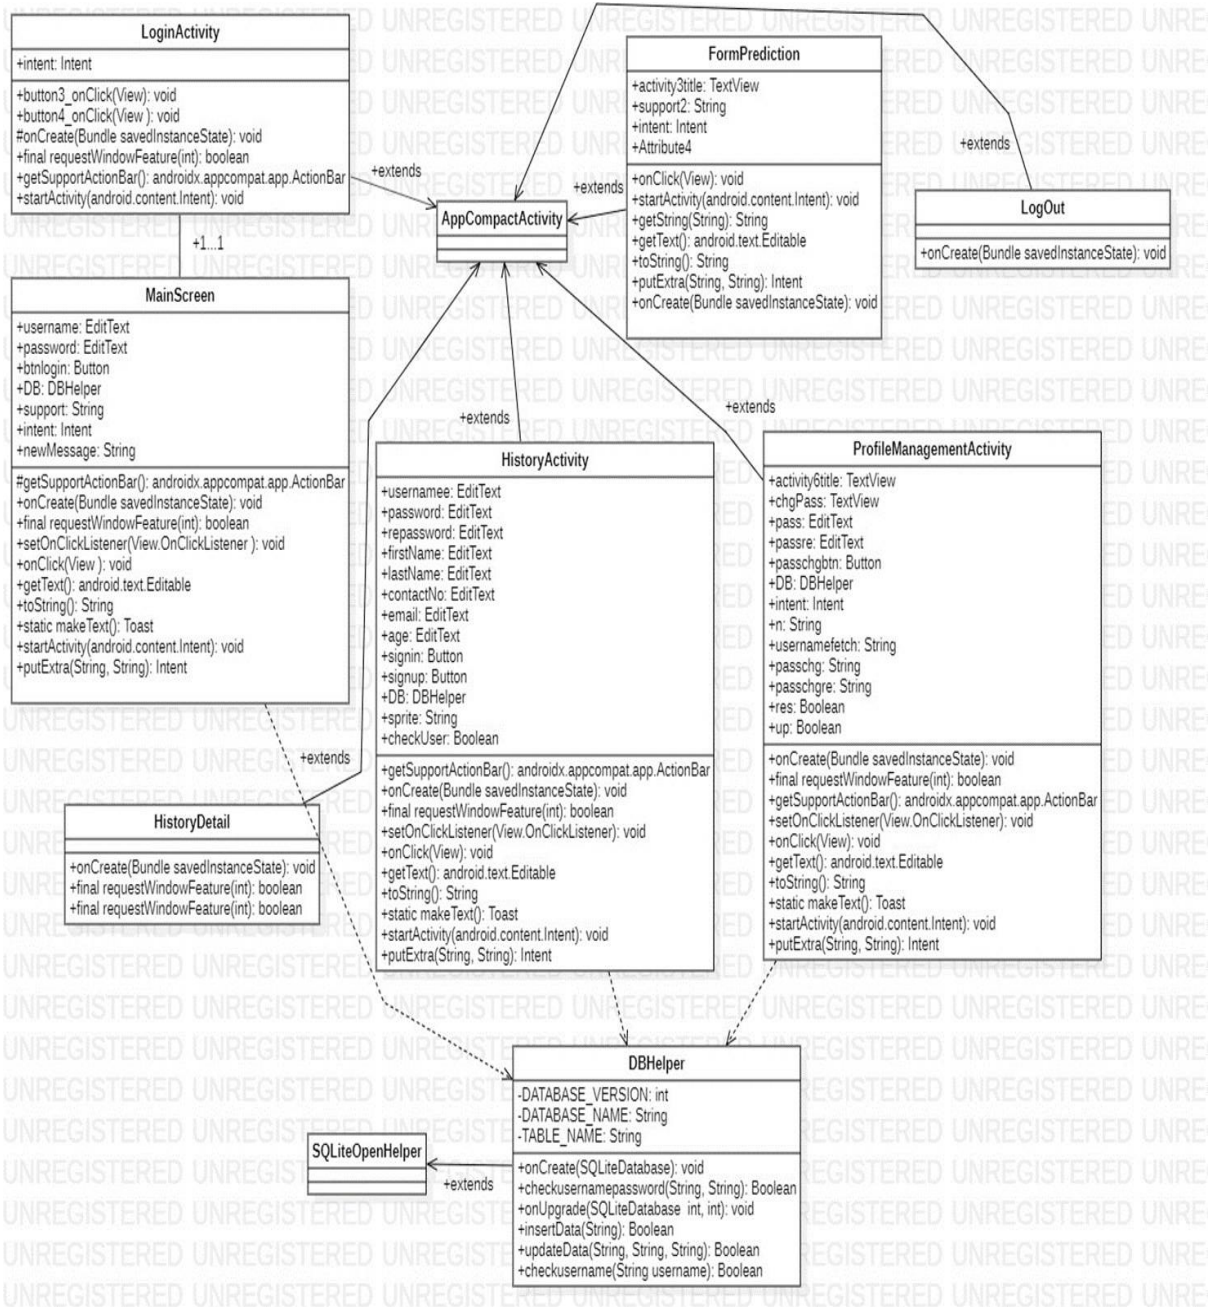 LoginActivity
+intent: Intent
+button3_onClick(View): void
+button4_onClick(View ): void
#onCreate(Bundle savedInstanceState): void
+final requestWindowFeature(int): boolean
+getSupportActionBar(): androidx.appcompat.app.ActionBar
+startActivity(android.content.Intent): void
+extends
+1...1
AppCompactActivity
FormPrediction
+activity3title: TextView
+support2: String
+intent: Intent
+Attribute4
+onClick(View): void
+startActivity(android.content.Intent): void
+getString(String): String
+getText(): android.text.Editable
+toString(): String
+putExtra(String, String): Intent
+onCreate(Bundle savedInstanceState): void
+extends
+extends
LogOut
+onCreate(Bundle savedInstanceState): void
MainScreen
+username: EditText
+password: EditText
+btnlogin: Button
+DB: DBHelper
+support: String
+intent: Intent
+newMessage: String
#getSupportActionBar(): androidx.appcompat.app.ActionBar
+onCreate(Bundle savedInstanceState): void
+final requestWindowFeature(int): boolean
+setOnClickListener(View.OnClickListener ): void
+onClick(View ): void
+getText(): android.text.Editable
+toString(): String
+static makeText(): Toast
+startActivity(android.content.Intent): void
+putExtra(String, String): Intent
+extends
HistoryActivity
+usernamee: EditText
+password: EditText
+repassword: EditText
+firstName: EditText
+lastName: EditText
+contactNo: EditText
+email: EditText
+age: EditText
+signin: Button
+signup: Button
+DB: DBHelper
+sprite: String
+checkUser: Boolean
+getSupportActionBar(): androidx.appcompat.app.ActionBar
+onCreate(Bundle savedInstanceState): void
+final requestWindowFeature(int): boolean
+setOnClickListener(View.OnClickListener): void
+onClick(View): void
+getText(): android.text.Editable
+toString(): String
+static makeText(): Toast
+startActivity(android.content.Intent): void
+putExtra(String, String): Intent
+extends
ProfileManagementActivity
+activity6title: TextView
+chgPass: TextView
+pass: EditText
+passre: EditText
+passchgbtn: Button
+DB: DBHelper
+intent: Intent
+n: String
+usernamefetch: String
+passchg: String
+passchgre: String
+res: Boolean
+up: Boolean
+onCreate(Bundle savedInstanceState): void
+final requestWindowFeature(int): boolean
+getSupportActionBar(): androidx.appcompat.app.ActionBar
+setOnClickListener(View.OnClickListener): void
+onClick(View): void
+getText(): android.text.Editable
+toString(): String
+static makeText(): Toast
+startActivity(android.content.Intent): void
+putExtra(String, String): Intent
+extends
HistoryDetail
+onCreate(Bundle savedInstanceState): void
+final requestWindowFeature(int): boolean
+final requestWindowFeature(int): boolean
DBHelper
-DATABASE_VERSION: int
-DATABASE_NAME: String
-TABLE_NAME: String
+onCreate(SQLiteDatabase): void
+checkusernamepassword(String, String): Boolean
+onUpgrade(SQLiteDatabase int, int): void
+insertData(String): Boolean
+updateData(String, String, String): Boolean
+checkusername(String username): Boolean
SQLiteOpenHelper
+extends